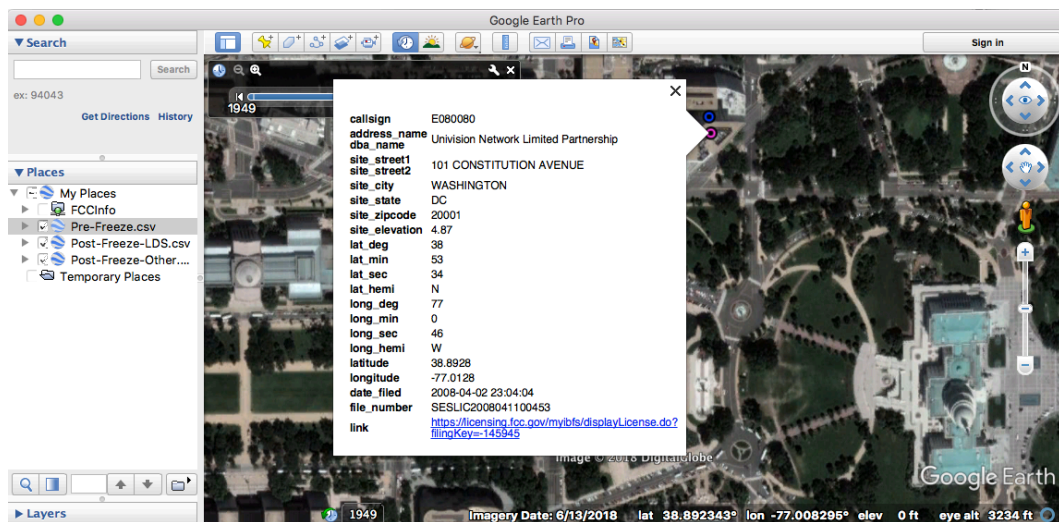 Google Earth Pro
Search
Search
ex: 94043
Get Directions History
Places
My Places
FCCInfo
Pre-Freeze.csv
Post-Freeze-LDS.csv
Post-Freeze-Other....
Temporary Places
Layers
Sign in
1949
N
callsign E080080
address_name
dba_name Univision Network Limited Partnership
site_street1
site_street2 101 CONSTITUTION AVENUE
site_city WASHINGTON
site_state DC
site_zipcode 20001
site_elevation 4.87
lat_deg 38
lat_min 53
lat_sec 34
lat_hemi N
long_deg 77
long_min 0
long_sec 46
long_hemi W
latitude 38.8928
longitude -77.0128
date_filed 2008-04-02 23:04:04
file_number SESLIC2008041100453
link https://licensing.fcc.gov/myibfs/displayLicense.do?
filingKey=-145945
Image © 2018 DigitalGlobe
Google Earth
1949
Imagery Date: 6/13/2018 lat 38.892343° lon -77.008295° elev 0 ft eye alt 3234 ft